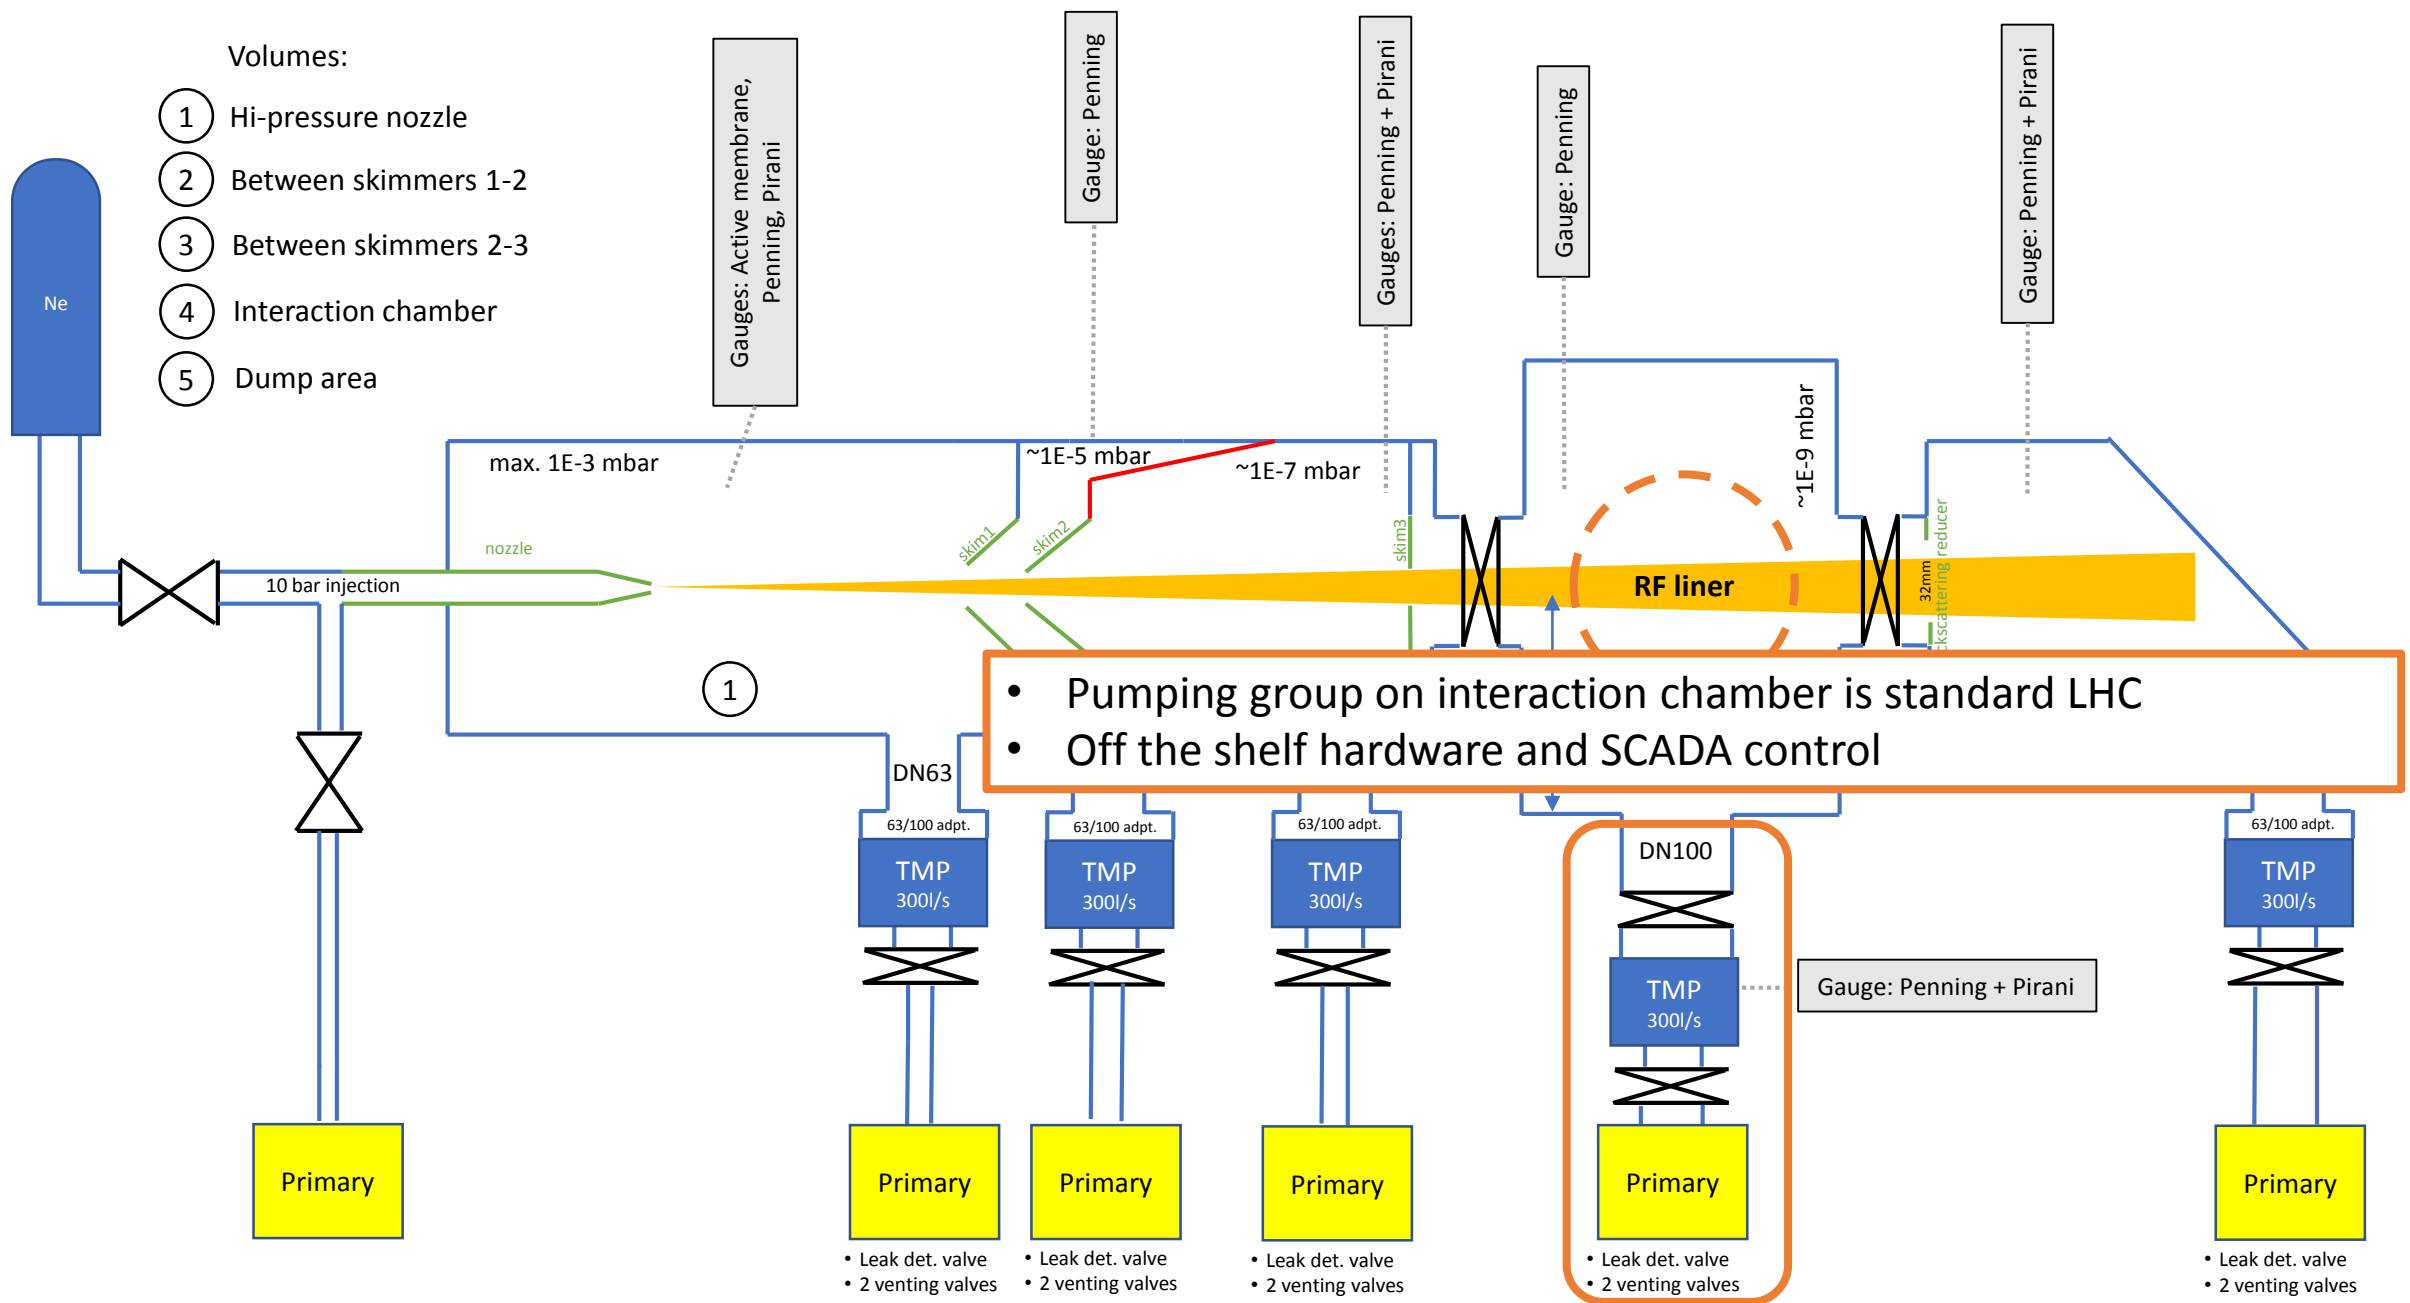 Volumes:
1 Hi-pressure nozzle
2 Between skimmers 1-2
3 Between skimmers 2-3
4 Interaction chamber
5 Dump area
Ne
Gauges: Active membrane,
Penning, Pirani
Gauge: Penning
Gauges: Penning + Pirani
Gauge: Penning
Gauge: Penning + Pirani
max. 1E-3 mbar
~1E-5 mbar
~1E-7 mbar
~1E-9 mbar
nozzle
10 bar injection
skim1
skim2
skim3
RF liner
32mm
ckscattering reducer
1
• Pumping group on interaction chamber is standard LHC
• Off the shelf hardware and SCADA control
DN63
63/100 adpt.
63/100 adpt.
63/100 adpt.
63/100 adpt.
DN100
TMP
300l/s
TMP
300l/s
TMP
300l/s
TMP
300l/s
TMP
300l/s
Gauge: Penning + Pirani
Primary
Primary
Primary
Primary
Primary
Primary
• Leak det. valve
• 2 venting valves
• Leak det. valve
• 2 venting valves
• Leak det. valve
• 2 venting valves
• Leak det. valve
• 2 venting valves
• Leak det. valve
• 2 venting valves